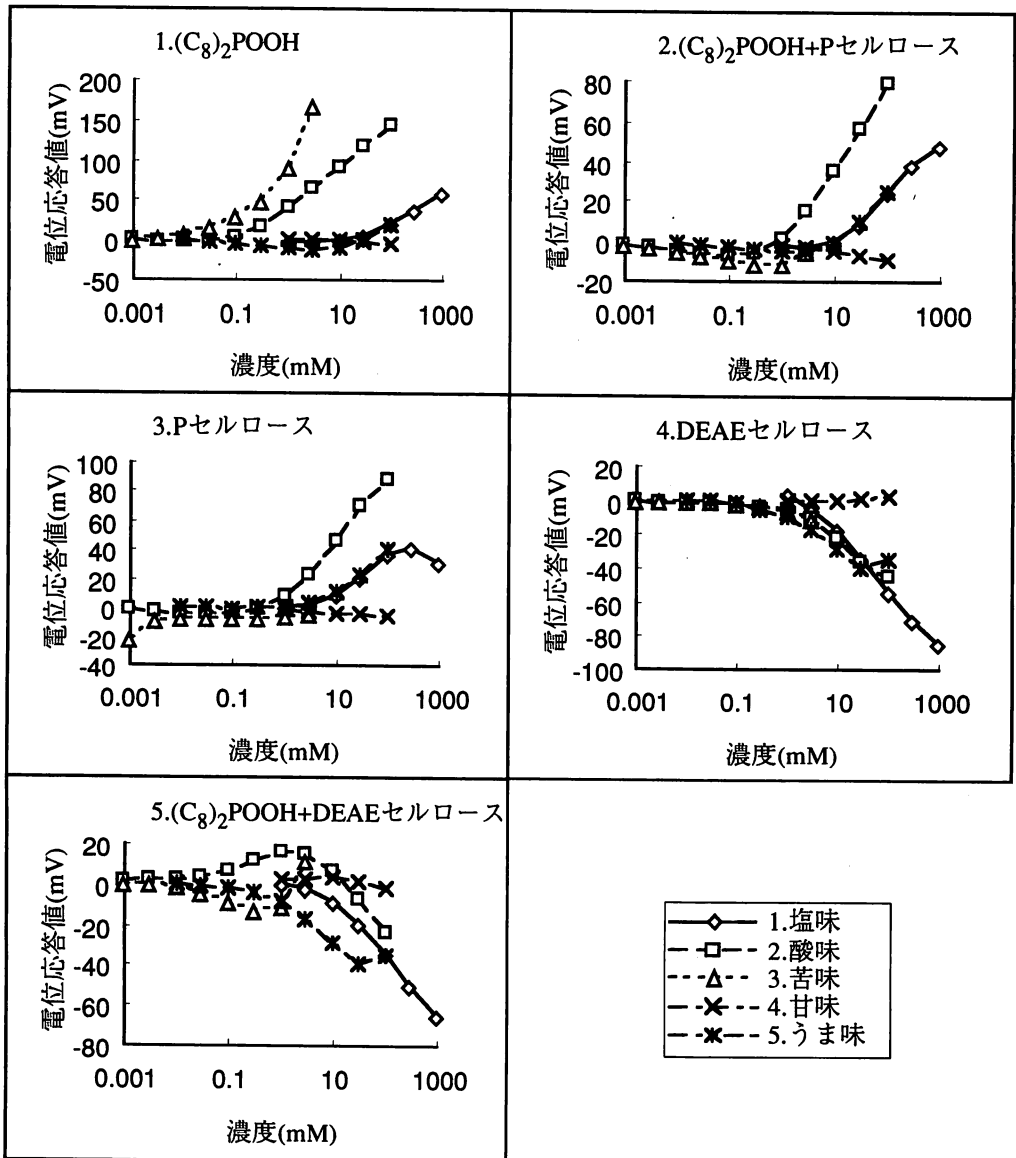 1.(C8)2POOH
200
150
100
50
0
-50
電位応答値(mV)
0.001 0.1 10 1000
濃度(mM)
2.(C8)2POOH+Pセルロース
80
60
40
20
0
-20
電位応答値(mV)
0.001 0.1 10 1000
濃度(mM)
3.Pセルロース
100
80
60
40
20
0
-20
-40
電位応答値(mV)
0.001 0.1 10 1000
濃度(mM)
4.DEAEセルロース
20
0
-20
-40
-60
-80
-100
電位応答値(mV)
0.001 0.1 10 1000
濃度(mM)
5.(C8)2POOH+DEAEセルロース
20
0
-20
-40
-60
-80
電位応答値(mV)
0.001 0.1 10 1000
濃度(mM)
1.塩味
2.酸味
3.苦味
4.甘味
5.うま味